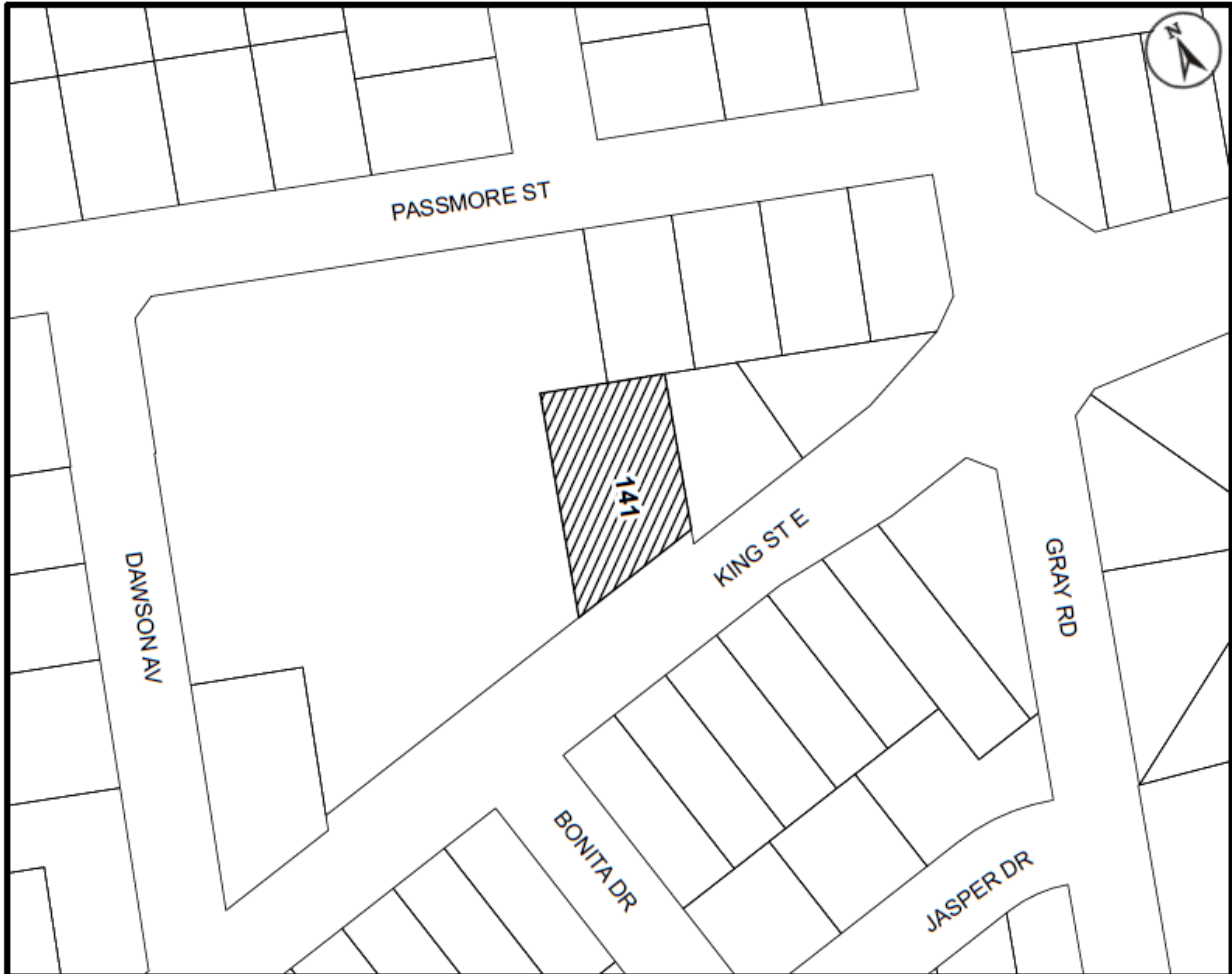 N
PASSMORE ST
141
KING ST E
DAWSON AV
GRAY RD
BONITA DR
JASPER DR